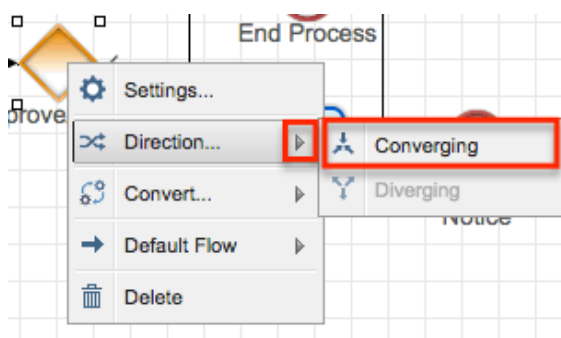 End Process
prove
Settings...
Direction...
Converging
Convert...
Diverging
Notice
Default Flow
Delete